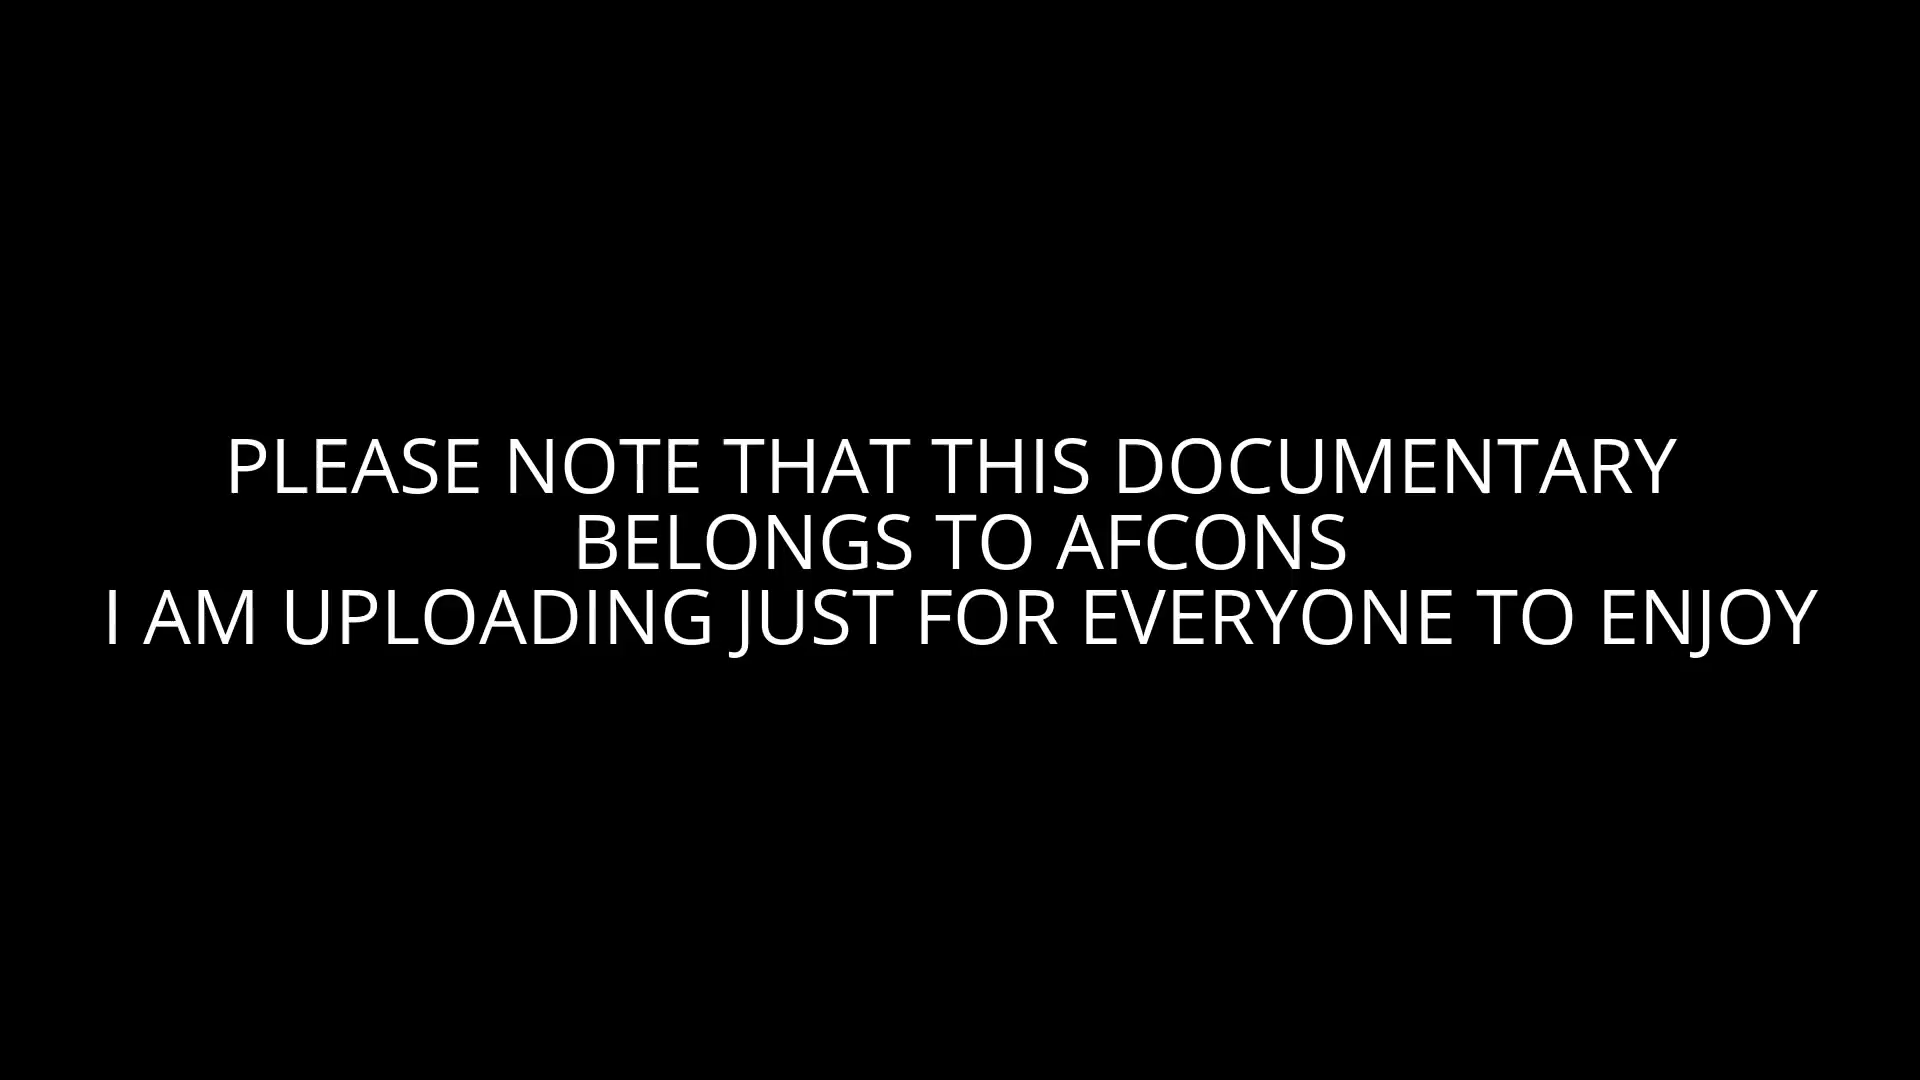 PLEASE NOTE THAT THIS DOCUMENTARY
BELONGS TO AFCONS
I AM UPLOADING JUST FOR EVERYONE TO ENJOY